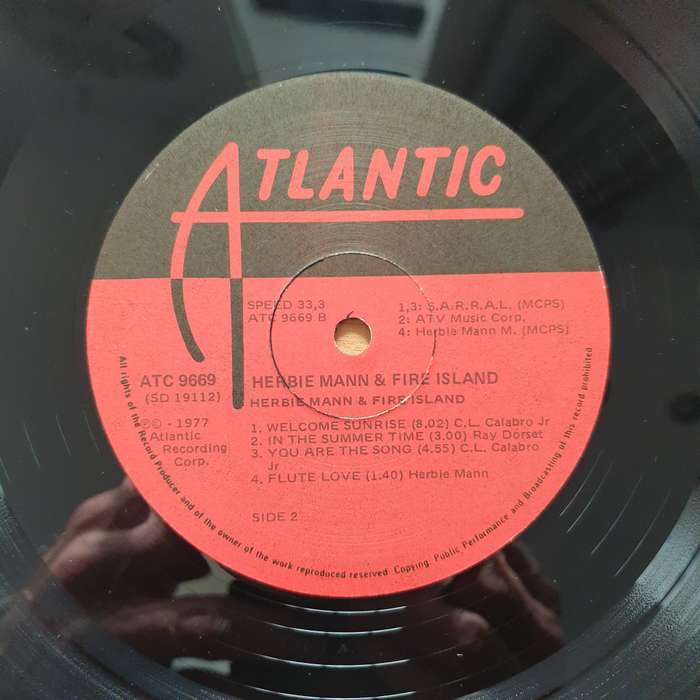 ATLANTIC
SPEED 33,3
ATC 9669 B
1,3: S.A.R.R.A.L. (MCPS)
2: ATV Music Corp.
4: Herbie Mann M. (MCPS)
ATC 9669
(SD 19112)
Ⓟ© - 1977
Atlantic
Recording
Corp.
HERBIE MANN & FIRE ISLAND
HERBIE MANN & FIRE ISLAND
1. WELCOME SUNRISE (8.02) C.L. Calabro Jr
2. IN THE SUMMER TIME (3.00) Ray Dorset
3. YOU ARE THE SONG (4.55) C.L. Calabro
Jr
4. FLUTE LOVE (1.40) Herbie Mann
SIDE 2
All rights of the Record Producer and of the owner of the work reproduced reserved. Copying, Public Performance and Broadcasting of this record prohibited